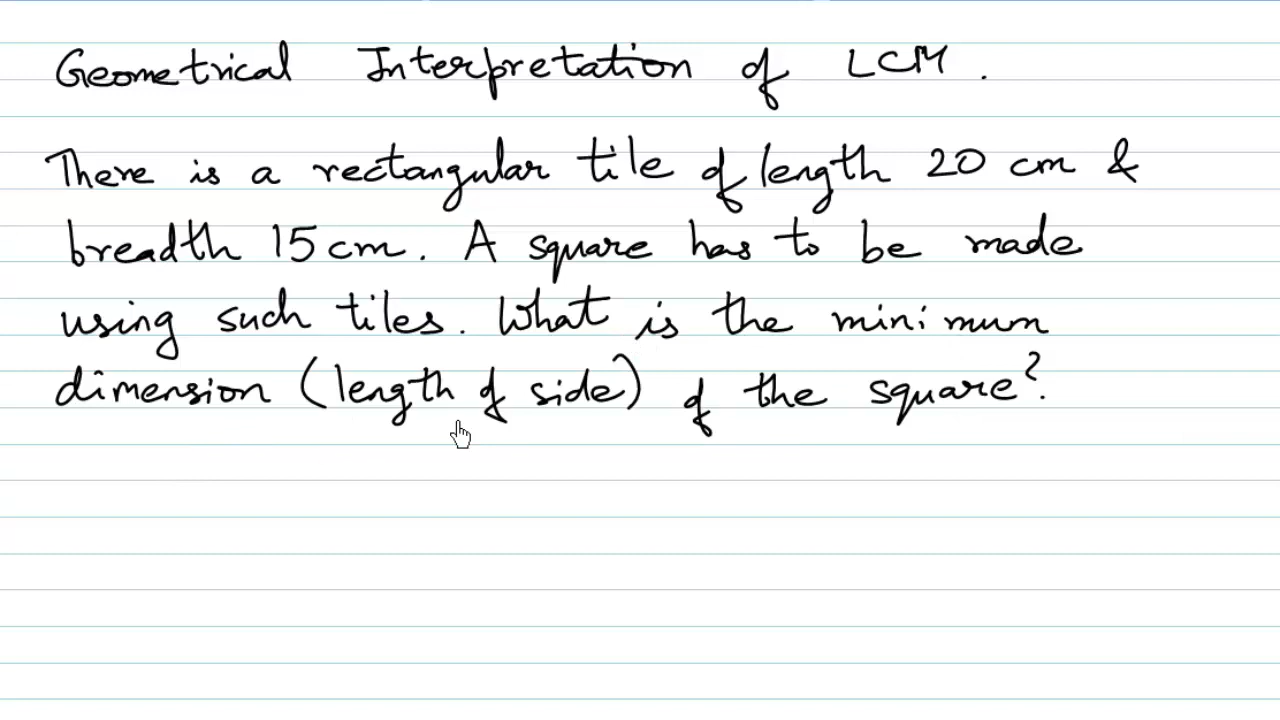 Geometrical Interpretation of LCM.
There is a rectangular tile of length 20 cm &
breadth 15 cm. A square has to be made
using such tiles. What is the minimum
dimension (length of side) of the square?